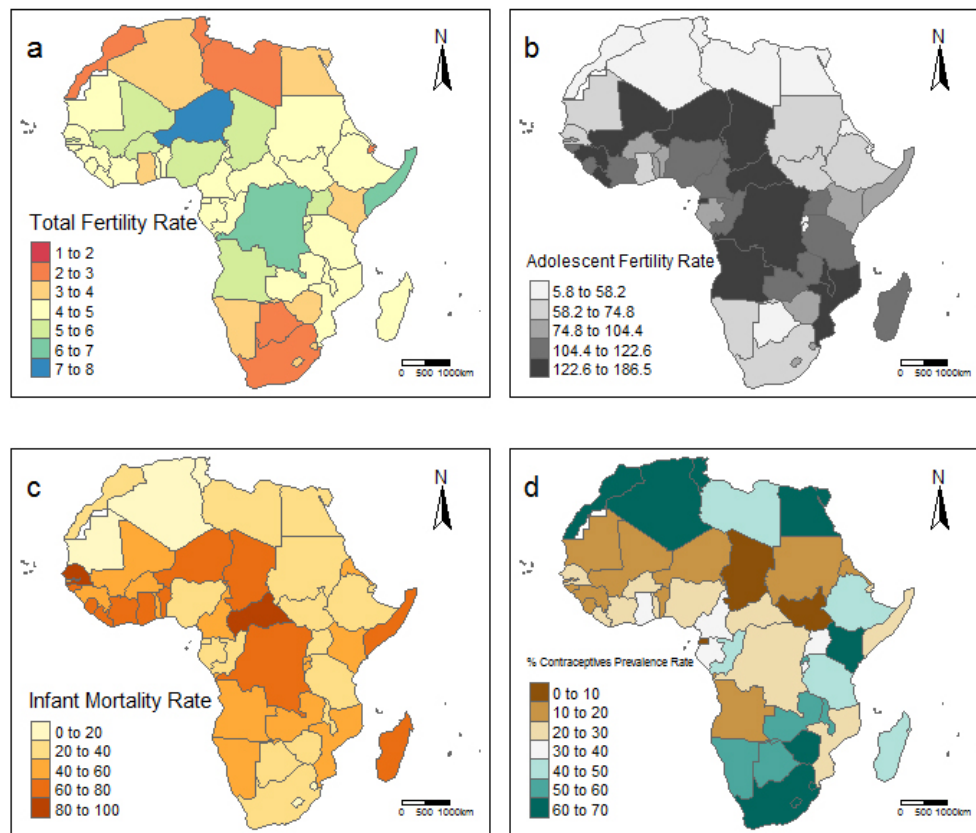 a
N
Total Fertility Rate
1 to 2
2 to 3
3 to 4
4 to 5
5 to 6
6 to 7
7 to 8
0 500 1000km
b
N
Adolescent Fertility Rate
5.8 to 58.2
58.2 to 74.8
74.8 to 104.4
104.4 to 122.6
122.6 to 186.5
0 500 1000km
c
N
Infant Mortality Rate
0 to 20
20 to 40
40 to 60
60 to 80
80 to 100
0 500 1000km
d
N
% Contraceptives Prevalence Rate
0 to 10
10 to 20
20 to 30
30 to 40
40 to 50
50 to 60
60 to 70
0 500 1000km